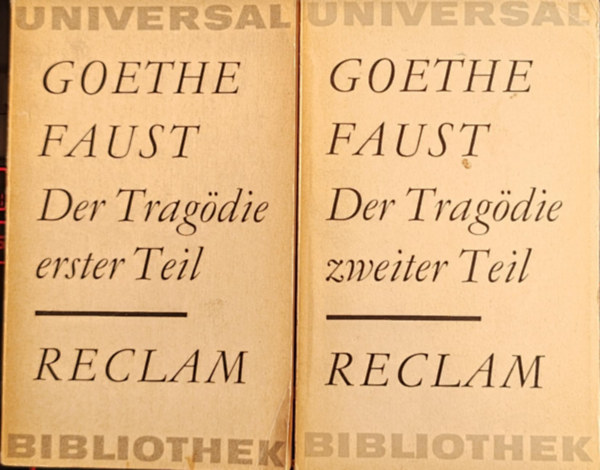 UNIVERSAL
GOETHE
FAUST
Der Tragödie
erster Teil
RECLAM
BIBLIOTHEK
UNIVERSAL
GOETHE
FAUST
Der Tragödie
zweiter Teil
RECLAM
BIBLIOTHEK